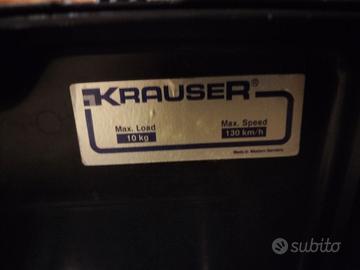 KRAUSER®
Max. Load
10 kg
Max. Speed
130 km/h
Made in Western Germany
subito